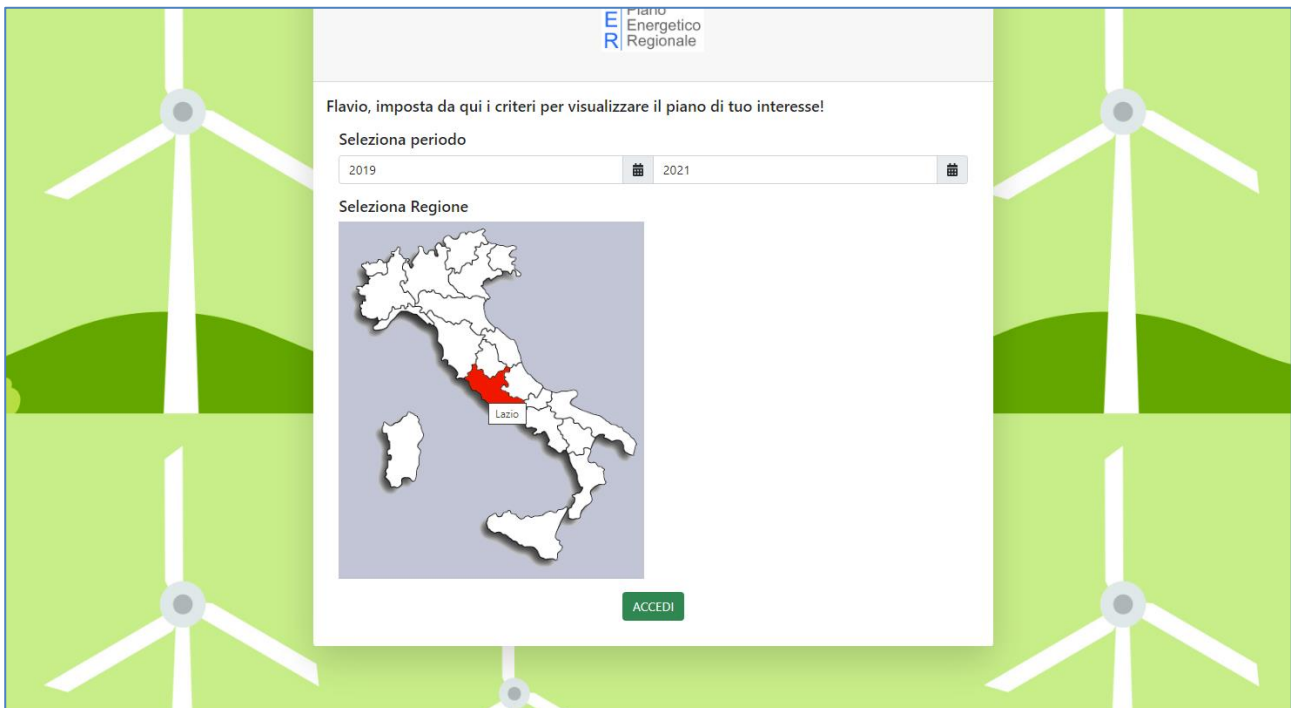 Piano
E Energetico
R Regionale
Flavio, imposta da qui i criteri per visualizzare il piano di tuo interesse!
Seleziona periodo
2019 2021
Seleziona Regione
Lazio
ACCEDI